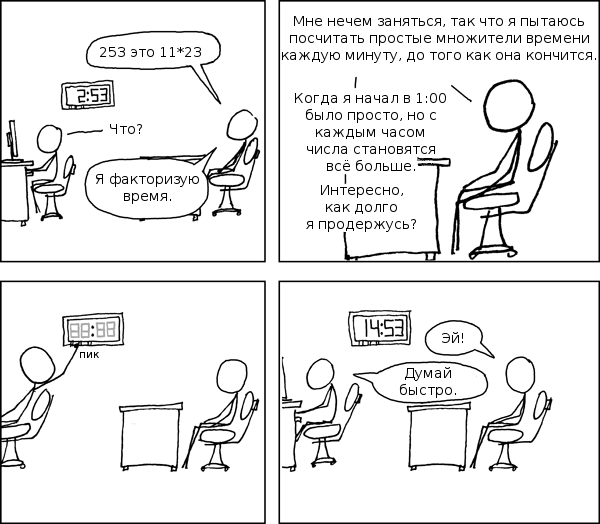 253 это 11*23
2:53
Что?
Я факторизую
время.
Мне нечем заняться, так что я пытаюсь
посчитать простые множители времени
каждую минуту, до того как она кончится.
Когда я начал в 1:00
было просто, но с
каждым часом
числа становятся
всё больше.
Интересно,
как долго
я продержусь?
88:88
пик
14:53
Эй!
Думай
быстро.